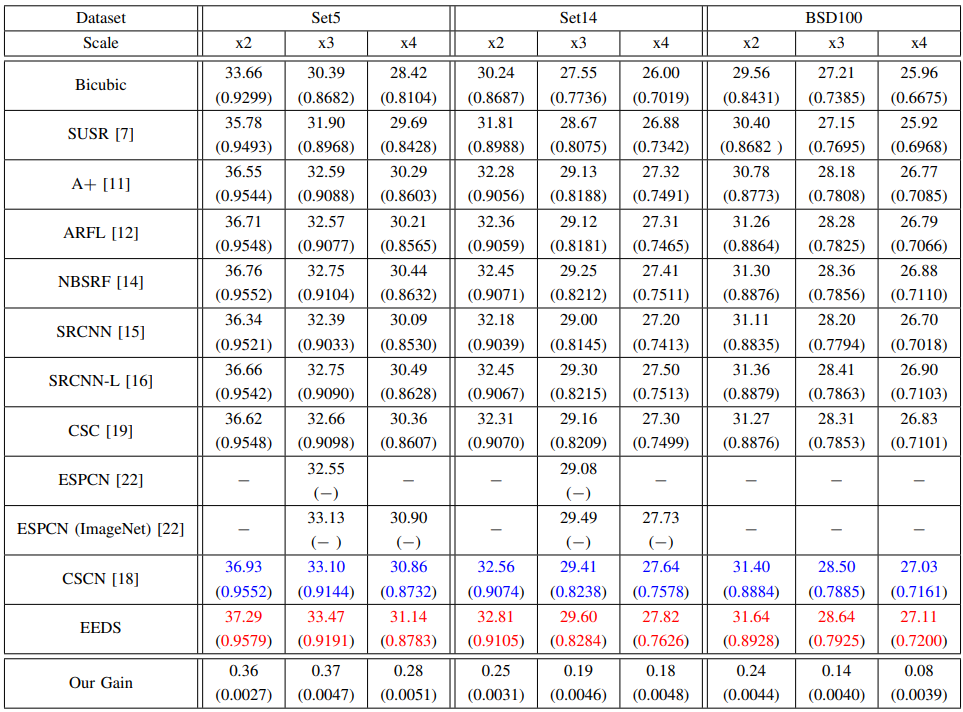 Dataset Set5 Set14 BSD100
Scale x2 x3 x4 x2 x3 x4 x2 x3 x4
Bicubic 33.66 30.39 28.42 30.24 27.55 26.00 29.56 27.21 25.96
(0.9299) (0.8682) (0.8104) (0.8687) (0.7736) (0.7019) (0.8431) (0.7385) (0.6675)
SUSR [7] 35.78 31.90 29.69 31.81 28.67 26.88 30.40 27.15 25.92
(0.9493) (0.8968) (0.8428) (0.8988) (0.8075) (0.7342) (0.8682 ) (0.7695) (0.6968)
A+ [11] 36.55 32.59 30.29 32.28 29.13 27.32 30.78 28.18 26.77
(0.9544) (0.9088) (0.8603) (0.9056) (0.8188) (0.7491) (0.8773) (0.7808) (0.7085)
ARFL [12] 36.71 32.57 30.21 32.36 29.12 27.31 31.26 28.28 26.79
(0.9548) (0.9077) (0.8565) (0.9059) (0.8181) (0.7465) (0.8864) (0.7825) (0.7066)
NBSRF [14] 36.76 32.75 30.44 32.45 29.25 27.41 31.30 28.36 26.88
(0.9552) (0.9104) (0.8632) (0.9071) (0.8212) (0.7511) (0.8876) (0.7856) (0.7110)
SRCNN [15] 36.34 32.39 30.09 32.18 29.00 27.20 31.11 28.20 26.70
(0.9521) (0.9033) (0.8530) (0.9039) (0.8145) (0.7413) (0.8835) (0.7794) (0.7018)
SRCNN-L [16] 36.66 32.75 30.49 32.45 29.30 27.50 31.36 28.41 26.90
(0.9542) (0.9090) (0.8628) (0.9067) (0.8215) (0.7513) (0.8879) (0.7863) (0.7103)
CSC [19] 36.62 32.66 30.36 32.31 29.16 27.30 31.27 28.31 26.83
(0.9548) (0.9098) (0.8607) (0.9070) (0.8209) (0.7499) (0.8876) (0.7853) (0.7101)
ESPCN [22] − 32.55 − − 29.08 − − − −
(−) (−)
ESPCN (ImageNet) [22] − 33.13 30.90 − 29.49 27.73 − − −
(− ) (−) (−) (−)
CSCN [18] 36.93 33.10 30.86 32.56 29.41 27.64 31.40 28.50 27.03
(0.9552) (0.9144) (0.8732) (0.9074) (0.8238) (0.7578) (0.8884) (0.7885) (0.7161)
EEDS 37.29 33.47 31.14 32.81 29.60 27.82 31.64 28.64 27.11
(0.9579) (0.9191) (0.8783) (0.9105) (0.8284) (0.7626) (0.8928) (0.7925) (0.7200)
Our Gain 0.36 0.37 0.28 0.25 0.19 0.18 0.24 0.14 0.08
(0.0027) (0.0047) (0.0051) (0.0031) (0.0046) (0.0048) (0.0044) (0.0040) (0.0039)